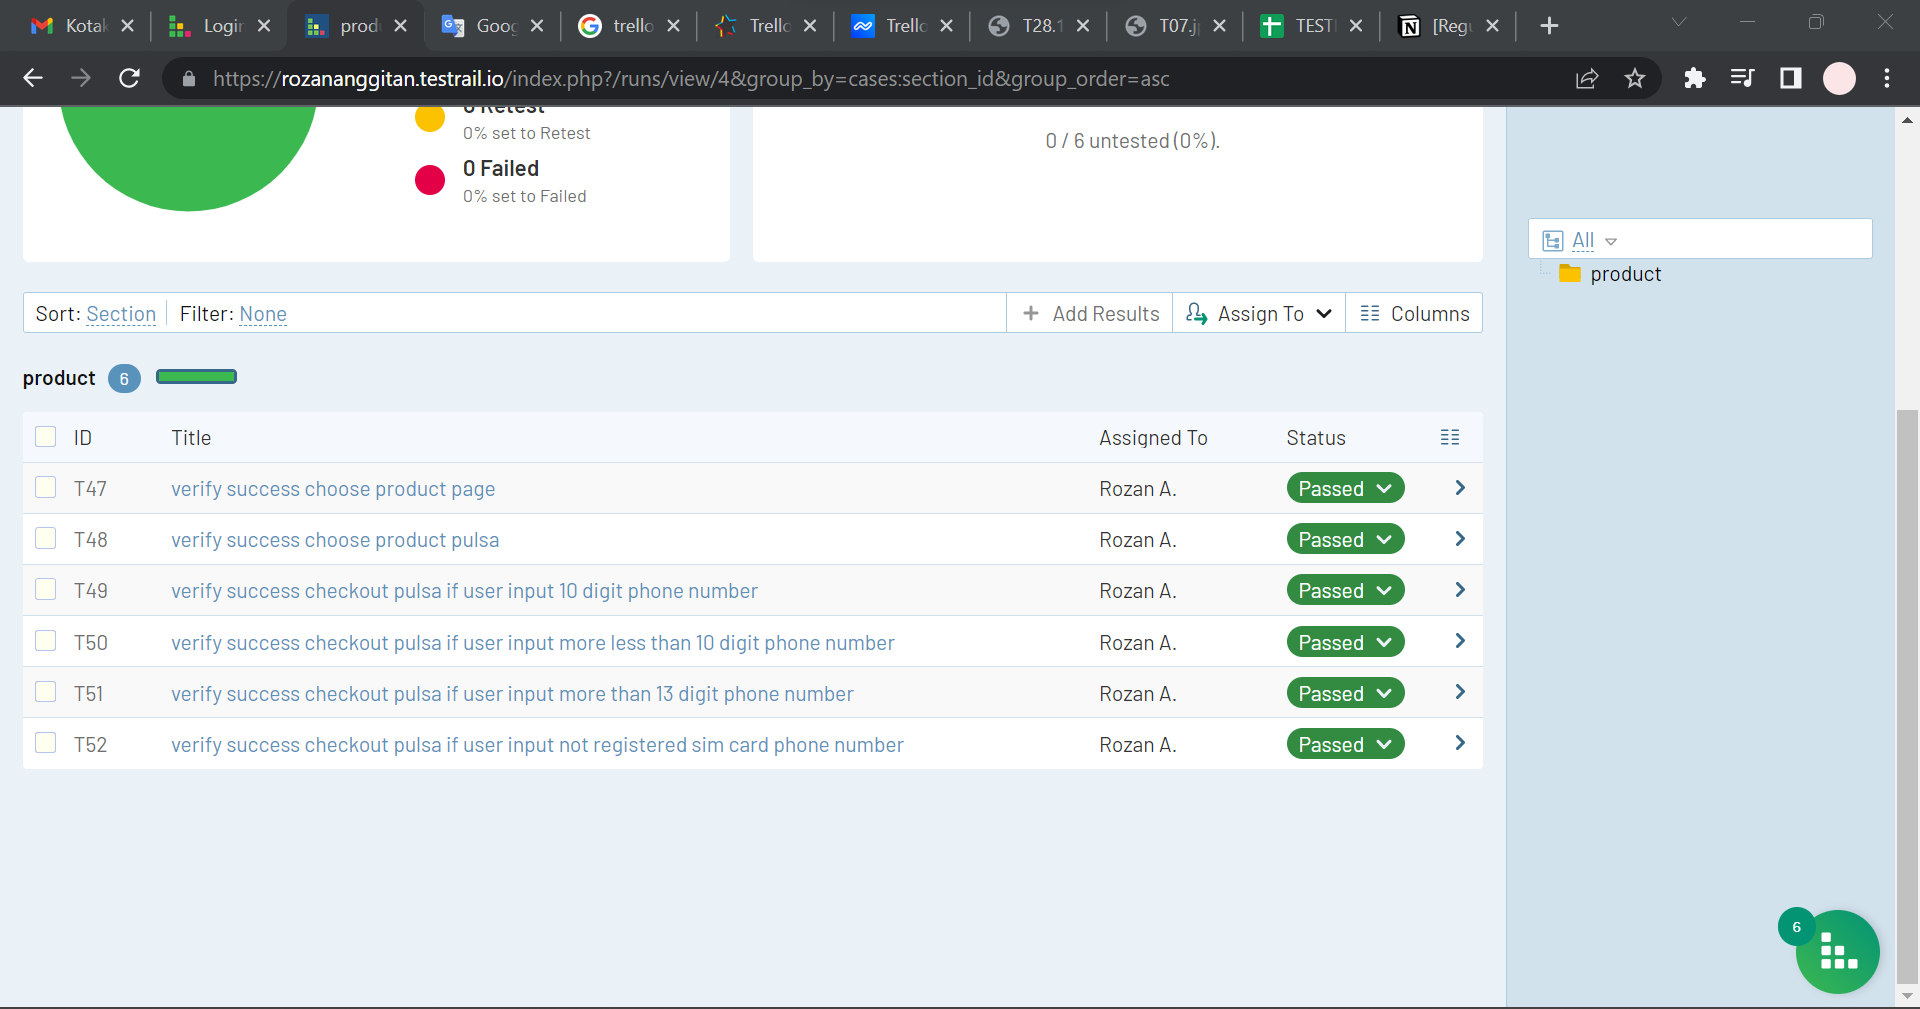 Kotak
Login
prod
Goog
trello
Trello
Trello
T28.1
T07.j
TESTI
[Regu
https://rozananggitan.testrail.io/index.php?/runs/view/4&group_by=cases:section_id&group_order=asc
0 Retest
0% set to Retest
0 Failed
0% set to Failed
0 / 6 untested (0%).
All
product
Sort: Section Filter: None
+ Add Results Assign To Columns
product 6
ID Title Assigned To Status
T47 verify success choose product page Rozan A. Passed
T48 verify success choose product pulsa Rozan A. Passed
T49 verify success checkout pulsa if user input 10 digit phone number Rozan A. Passed
T50 verify success checkout pulsa if user input more less than 10 digit phone number Rozan A. Passed
T51 verify success checkout pulsa if user input more than 13 digit phone number Rozan A. Passed
T52 verify success checkout pulsa if user input not registered sim card phone number Rozan A. Passed
6